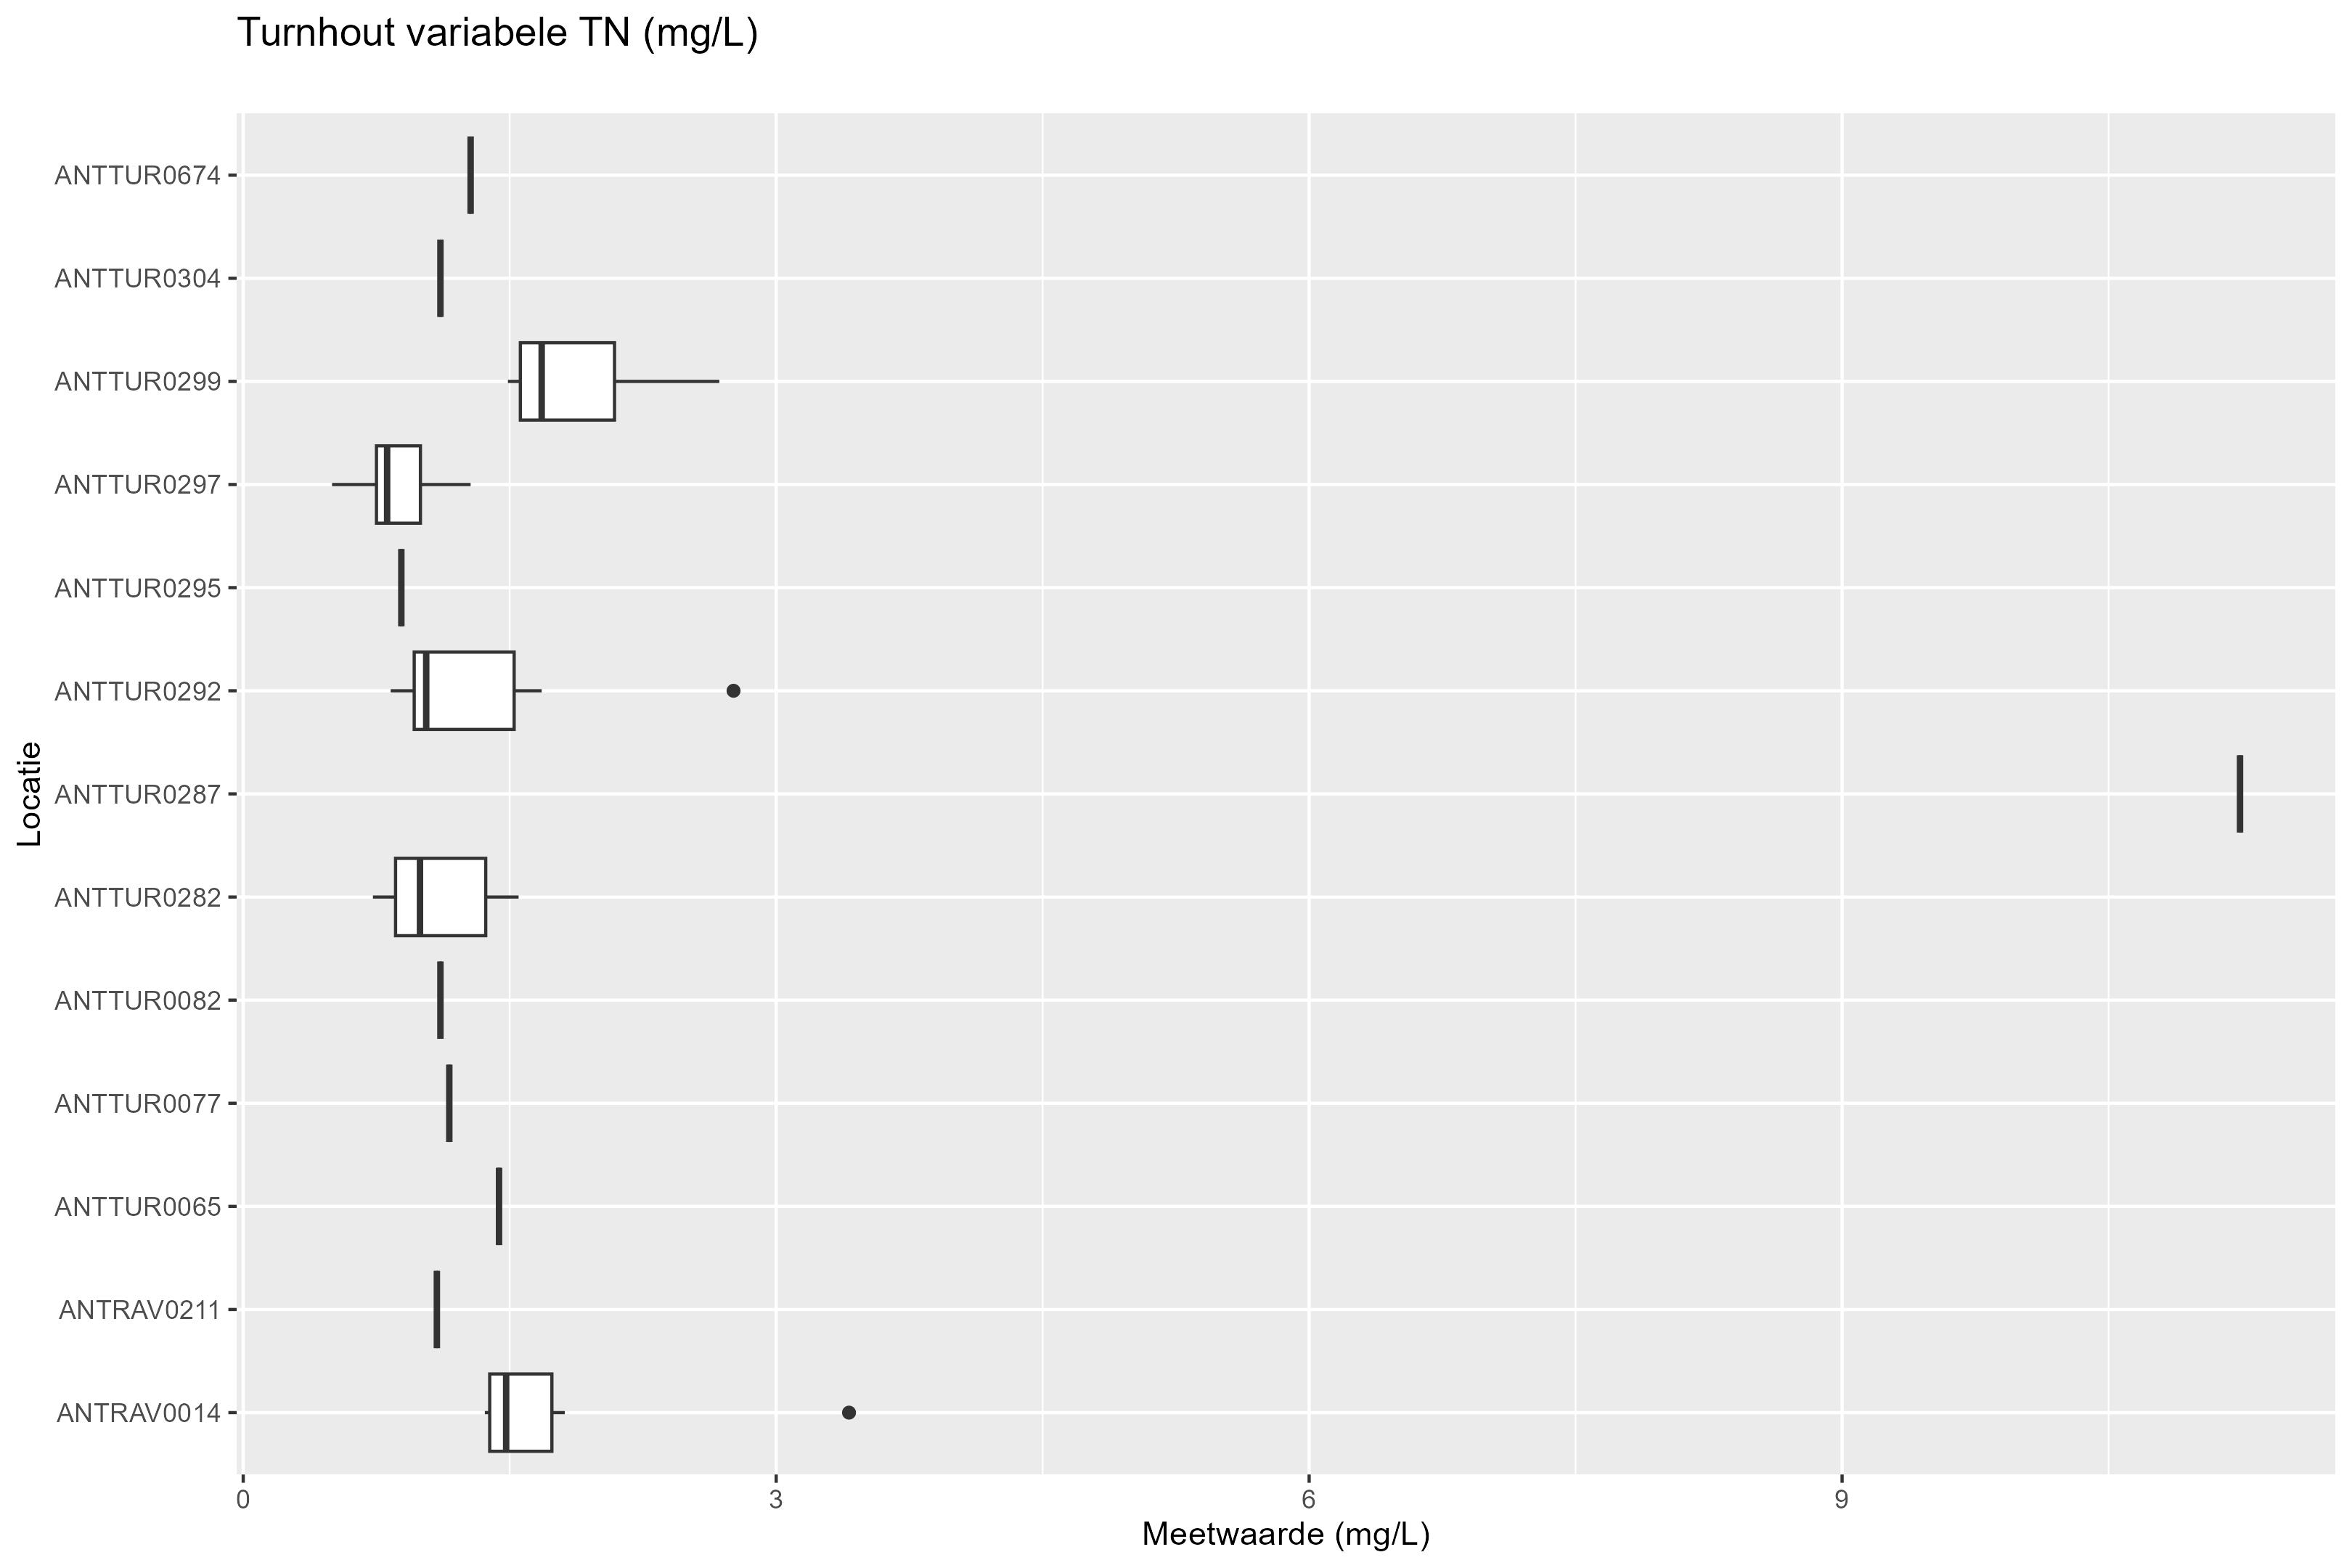 Turnhout variabele TN (mg/L)
Locatie
ANTTUR0674
ANTTUR0304
ANTTUR0299
ANTTUR0297
ANTTUR0295
ANTTUR0292
ANTTUR0287
ANTTUR0282
ANTTUR0082
ANTTUR0077
ANTTUR0065
ANTRAV0211
ANTRAV0014
0 3 6 9
Meetwaarde (mg/L)